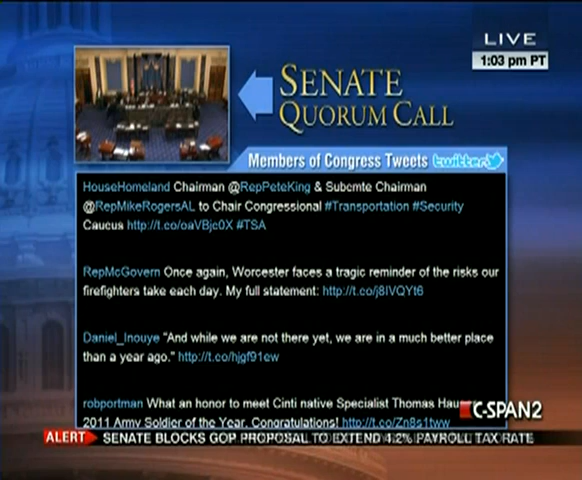 LIVE
1:03 pm PT
SENATE
QUORUM CALL
Members of Congress Tweets twitter
HouseHomeland Chairman @RepPeteKing & Subcmte Chairman
@RepMikeRogersAL to Chair Congressional #Transportation #Security
Caucus http://t.co/oaVBjc0X #TSA
RepMcGovern Once again, Worcester faces a tragic reminder of the risks our
firefighters take each day. My full statement: http://t.co/j8IVQYt6
Daniel_Inouye "And while we are not there yet, we are in a much better place
than a year ago." http://t.co/hjgf91ew
robportman What an honor to meet Cinti native Specialist Thomas
2011 Army Soldier of the Year. Congratulations! http://t.co/Zn8s1tww
C-SPAN2
ALERT SENATE BLOCKS GOP PROPOSAL TO EXTEND 4.2% PAYROLL TAX RATE